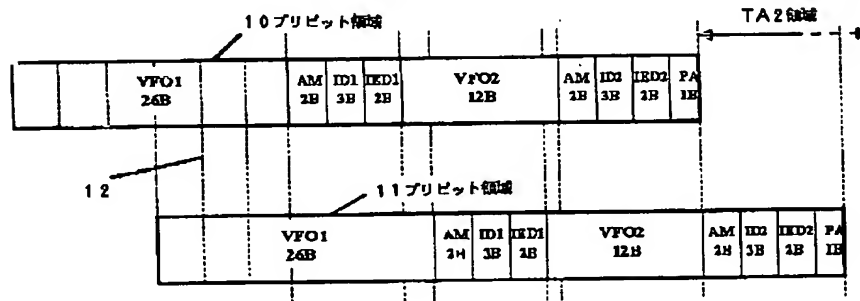 10プリピット領域
TA2領域
VFO1 26B
AM 2B
ID1 3B
IED1 2B
VFO2 12B
AM 2B
ID2 3B
IED2 2B
PA 1B
12
11プリピット領域
VFO1 26B
AM 2B
ID1 3B
IED1 2B
VFO2 12B
AM 2B
ID2 3B
IED2 2B
PA 1B